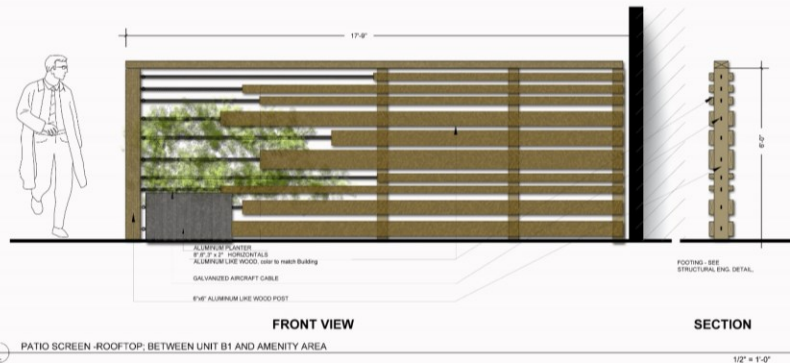 17'-9"
6'-0"
ALUMINUM PLANTER
8",6",3" x 2" HORIZONTALS
ALUMINUM LIKE WOOD, color to match Building
GALVANIZED AIRCRAFT CABLE
6"x6" ALUMINUM LIKE WOOD POST
FOOTING - SEE
STRUCTURAL ENG. DETAIL,
FRONT VIEW
SECTION
PATIO SCREEN -ROOFTOP; BETWEEN UNIT B1 AND AMENITY AREA
1/2" = 1'-0"